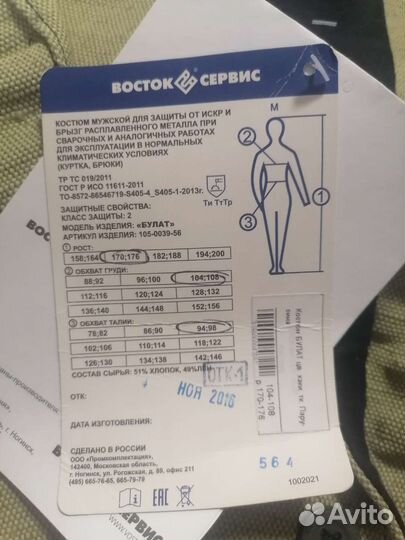 ВОСТОК СЕРВИС
КОСТЮМ МУЖСКОЙ ДЛЯ ЗАЩИТЫ ОТ ИСКР И
БРЫЗГ РАСПЛАВЛЕННОГО МЕТАЛЛА ПРИ
СВАРОЧНЫХ И АНАЛОГИЧНЫХ РАБОТАХ
ДЛЯ ЭКСПЛУАТАЦИИ В НОРМАЛЬНЫХ
КЛИМАТИЧЕСКИХ УСЛОВИЯХ
(КУРТКА, БРЮКИ)
ТР ТС 019/2011
ГОСТ Р ИСО 11611-2011
ТО-8572-86546719-S405-4_S405-1-2013г.
ЗАЩИТНЫЕ СВОЙСТВА:
КЛАСС ЗАЩИТЫ: 2
Ти ТтТр
МОДЕЛЬ ИЗДЕЛИЯ «БУЛАТ»
АРТИКУЛ ИЗДЕЛИЯ: 105-0039-56
1 РОСТ:
158;164 170;176 182;188 194;200
2 ОБХВАТ ГРУДИ:
88;92 96;100 104;108
112;116 120;124 128;132
136;140 144;148 152;156
3 ОБХВАТ ТАЛИИ:
78;82 86;90 94;98
102;106 110;114 118;122
126;130 134;138 142;146
СОСТАВ СЫРЬЯ: 51% ХЛОПОК, 49%
ОТК-1
ОТК:
НОЯ 2016
ДАТА ИЗГОТОВЛЕНИЯ:
СДЕЛАНО В РОССИИ
ООО «Промкомплектация»
142400, Московская область,
г. Ногинск, ул. Рогожская, д. 89, офис 211
(495) 665-76-65, 665-79-78
EAC
564
1002021
М
2
3
1
Костюм БУЛАТ цв. хаки тк. Пару-
сина
104-108
р 170-176
ВОСТОК
СЕРВИС
Avito